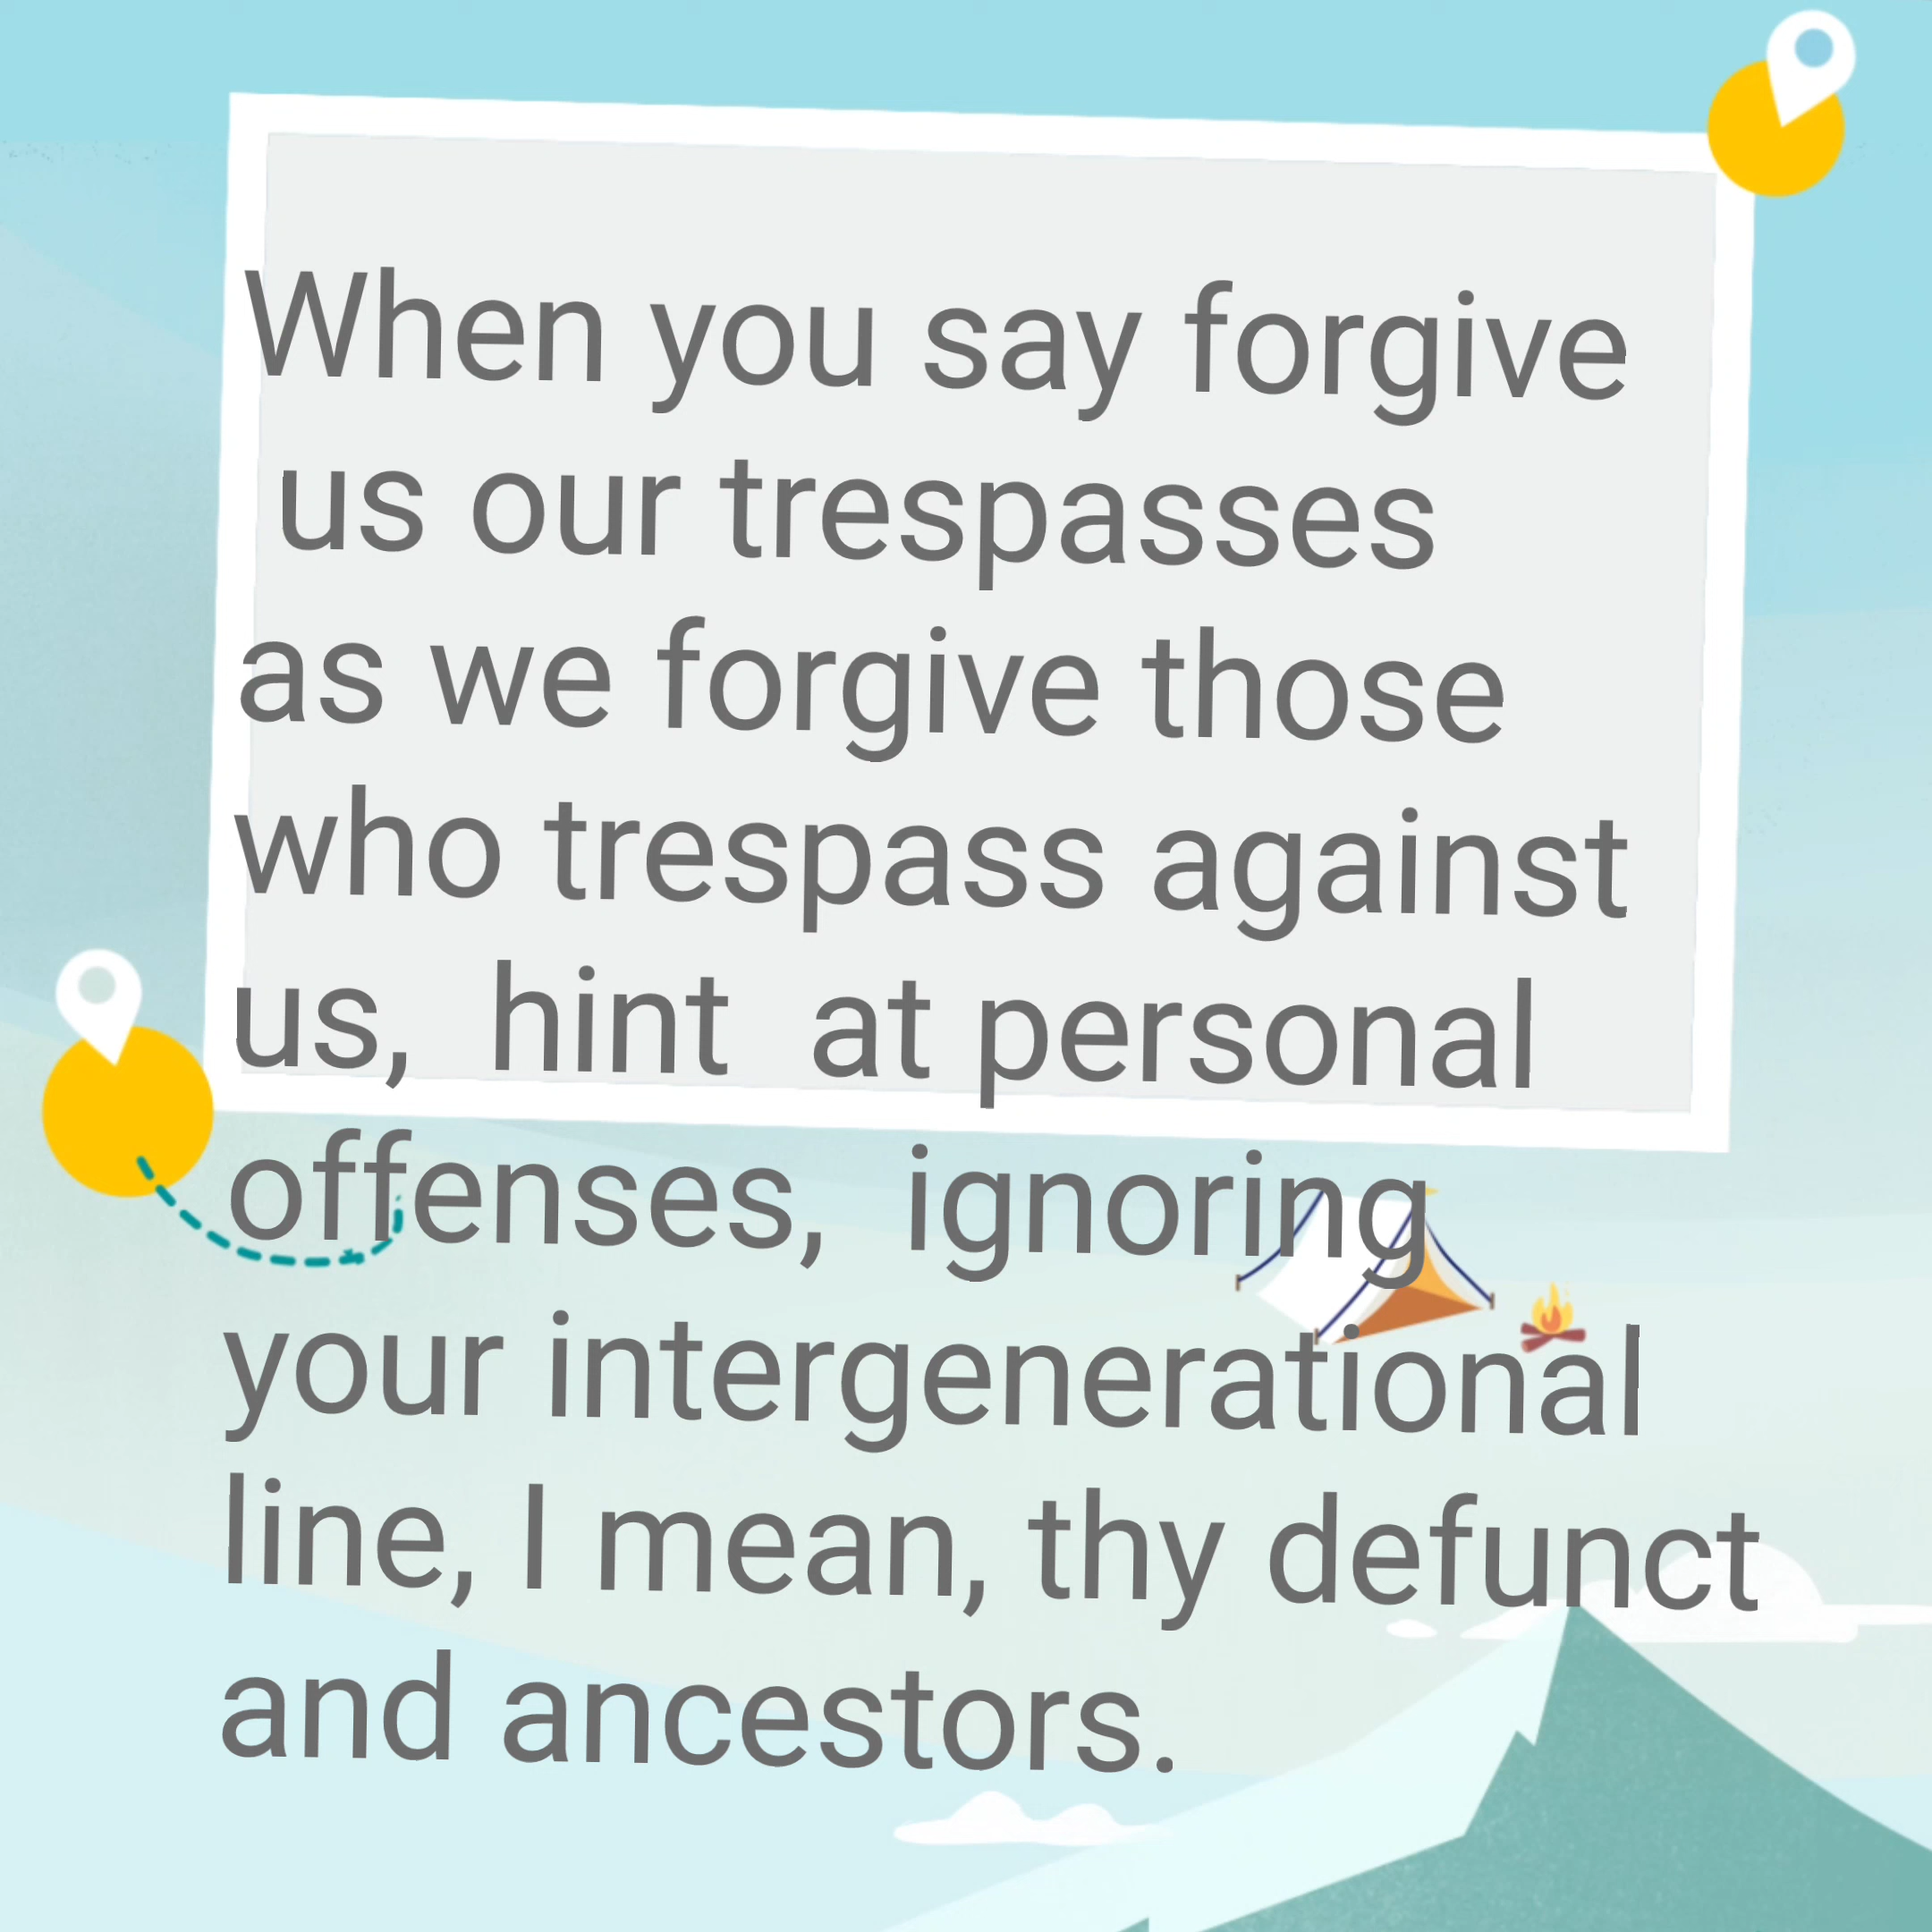 When you say forgive
us our trespasses
as we forgive those
who trespass against
us, hint at personal
offenses, ignoring
your intergenerational
line, I mean, thy defunct
and ancestors.